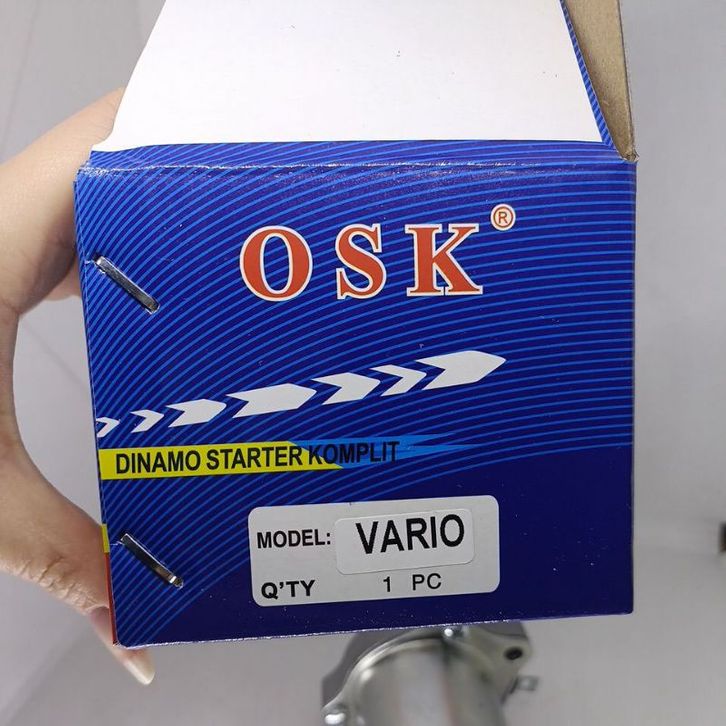 OSK®
DINAMO STARTER KOMPLIT
MODEL: VARIO
Q'TY 1 PC